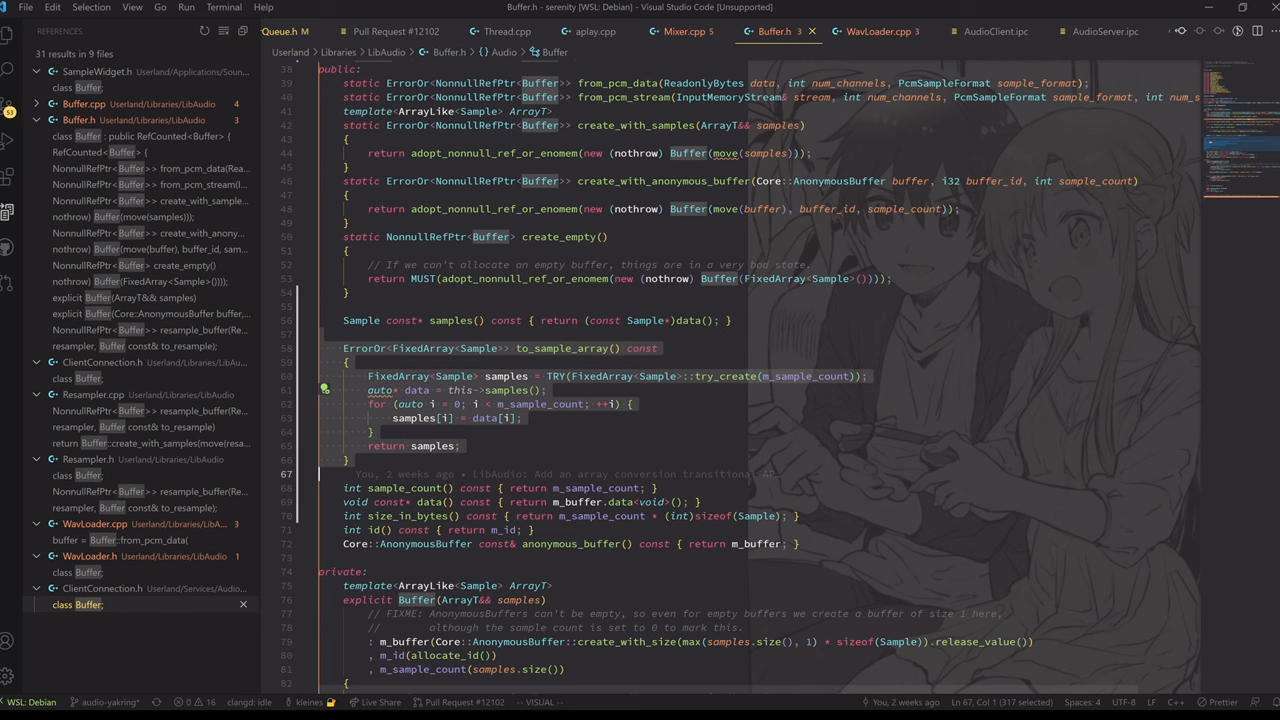 File Edit Selection View Go Run Terminal Help
Buffer.h - serenity [WSL: Debian] - Visual Studio Code [Unsupported]
REFERENCES
Queue.h M Pull Request #12102 Thread.cpp aplay.cpp Mixer.cpp 5 Buffer.h 3 WavLoader.cpp 3 AudioClient.ipc AudioServer.ipc
Userland > Libraries > LibAudio > Buffer.h > {} Audio > Buffer
31 results in 9 files
SampleWidget.h Userland/Applications/Soun...
class Buffer;
Buffer.cpp Userland/Libraries/LibAudio 4
Buffer.h Userland/Libraries/LibAudio 3
class Buffer : public RefCounted<Buffer> {
RefCounted<Buffer> {
NonnullRefPtr<Buffer>> from_pcm_data(Rea...
NonnullRefPtr<Buffer>> from_pcm_stream(I...
NonnullRefPtr<Buffer>> create_with_sample...
nothrow) Buffer(move(samples)));
NonnullRefPtr<Buffer>> create_with_anony...
nothrow) Buffer(move(buffer), buffer_id, sam...
NonnullRefPtr<Buffer> create_empty()
nothrow) Buffer(FixedArray<Sample>())));
explicit Buffer(ArrayT&& samples)
explicit Buffer(Core::AnonymousBuffer buffer,
NonnullRefPtr<Buffer>> resample_buffer(Re...
resampler, Buffer const& to_resample);
ClientConnection.h Userland/Libraries/LibAu...
class Buffer;
Resampler.cpp Userland/Libraries/LibAudio
NonnullRefPtr<Buffer>> resample_buffer(Re...
resampler, Buffer const& to_resample)
return Buffer::create_with_samples(move(resa...
Resampler.h Userland/Libraries/LibAudio
class Buffer;
NonnullRefPtr<Buffer>> resample_buffer(Re...
resampler, Buffer const& to_resample);
WavLoader.cpp Userland/Libraries/LibA... 3
buffer = Buffer::from_pcm_data(
WavLoader.h Userland/Libraries/LibAudio 1
class Buffer;
ClientConnection.h Userland/Services/Audio...
class Buffer;
53
38 public:
39 static ErrorOr<NonnullRefPtr<Buffer>> from_pcm_data(ReadonlyBytes data, int num_channels, PcmSampleFormat sample_format);
40 static ErrorOr<NonnullRefPtr<Buffer>> from_pcm_stream(InputMemoryStream& stream, int num_channels, PcmSampleFormat sample_format, int num_s
41 template<ArrayLike<Sample> ArrayT>
42 static ErrorOr<NonnullRefPtr<Buffer>> create_with_samples(ArrayT&& samples)
43 {
44 return adopt_nonnull_ref_or_enomem(new (nothrow) Buffer(move(samples)));
45 }
46 static ErrorOr<NonnullRefPtr<Buffer>> create_with_anonymous_buffer(Core::AnonymousBuffer buffer, i32 buffer_id, int sample_count)
47 {
48 return adopt_nonnull_ref_or_enomem(new (nothrow) Buffer(move(buffer), buffer_id, sample_count));
49 }
50 static NonnullRefPtr<Buffer> create_empty()
51 {
52 // If we can't allocate an empty buffer, things are in a very bad state.
53 return MUST(adopt_nonnull_ref_or_enomem(new (nothrow) Buffer(FixedArray<Sample>())));
54 }
55
56 Sample const* samples() const { return (const Sample*)data(); }
57
58 ErrorOr<FixedArray<Sample>> to_sample_array() const
59 {
60 FixedArray<Sample> samples = TRY(FixedArray<Sample>::try_create(m_sample_count));
61 auto* data = this->samples();
62 for (auto i = 0; i < m_sample_count; ++i) {
63 samples[i] = data[i];
64 }
65 return samples;
66 }
67 You, 2 weeks ago • LibAudio: Add an array conversion transitional AP
68 int sample_count() const { return m_sample_count; }
69 void const* data() const { return m_buffer.data<void>(); }
70 int size_in_bytes() const { return m_sample_count * (int)sizeof(Sample); }
71 int id() const { return m_id; }
72 Core::AnonymousBuffer const& anonymous_buffer() const { return m_buffer; }
73
74 private:
75 template<ArrayLike<Sample> ArrayT>
76 explicit Buffer(ArrayT&& samples)
77 // FIXME: AnonymousBuffers can't be empty, so even for empty buffers we create a buffer of size 1 here,
78 // although the sample count is set to 0 to mark this.
79 : m_buffer(Core::AnonymousBuffer::create_with_size(max(samples.size(), 1) * sizeof(Sample)).release_value())
80 , m_id(allocate_id())
81 , m_sample_count(samples.size())
82 {
WSL: Debian audio-yakring* 0 16 clangd: idle kleines Live Share Pull Request #12102 -- VISUAL -- You, 2 weeks ago Ln 67, Col 1 (317 selected) Spaces: 4 UTF-8 LF C++ Prettier